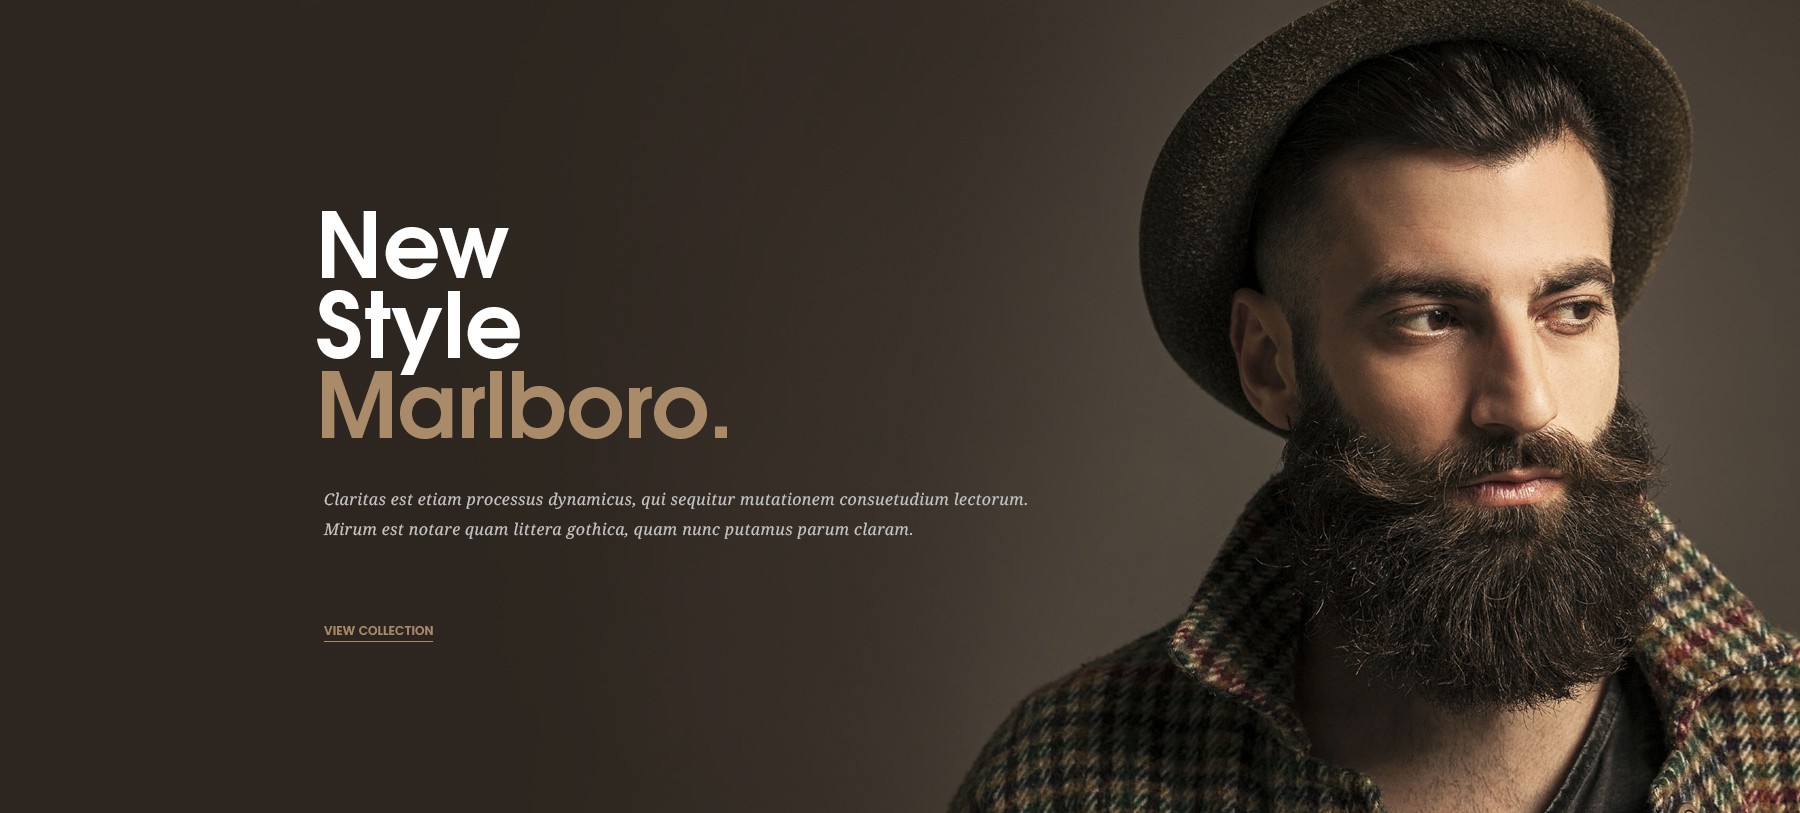 New
Style
Marlboro.
Claritas est etiam processus dynamicus, qui sequitur mutationem consuetudium lectorum.
Mirum est notare quam littera gothica, quam nunc putamus parum claram.
VIEW COLLECTION